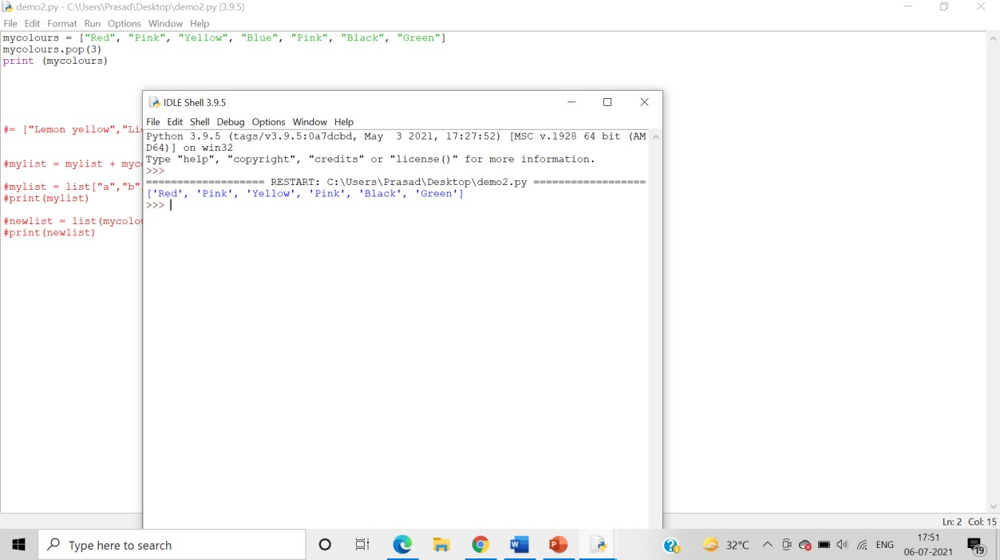 demo2.py - C:\Users\Prasad\Desktop\demo2.py (3.9.5)
File Edit Format Run Options Window Help
mycolours = ["Red", "Pink", "Yellow", "Blue", "Pink", "Black", "Green"]
mycolours.pop(3)
print (mycolours)
#= ["Lemon yellow","Li
#mylist = mylist + myc
#mylist = list["a","b"
#print(mylist)
#newlist = list(mycolo
#print(newlist)
IDLE Shell 3.9.5
File Edit Shell Debug Options Window Help
Python 3.9.5 (tags/v3.9.5:0a7dcbd, May  3 2021, 17:27:52) [MSC v.1928 64 bit (AM
D64)] on win32
Type "help", "copyright", "credits" or "license()" for more information.
>>>
=================== RESTART: C:\Users\Prasad\Desktop\demo2.py ==================
['Red', 'Pink', 'Yellow', 'Pink', 'Black', 'Green']
>>>
Ln: 2 Col: 15
Type here to search
32°C
ENG
17:51
06-07-2021
19